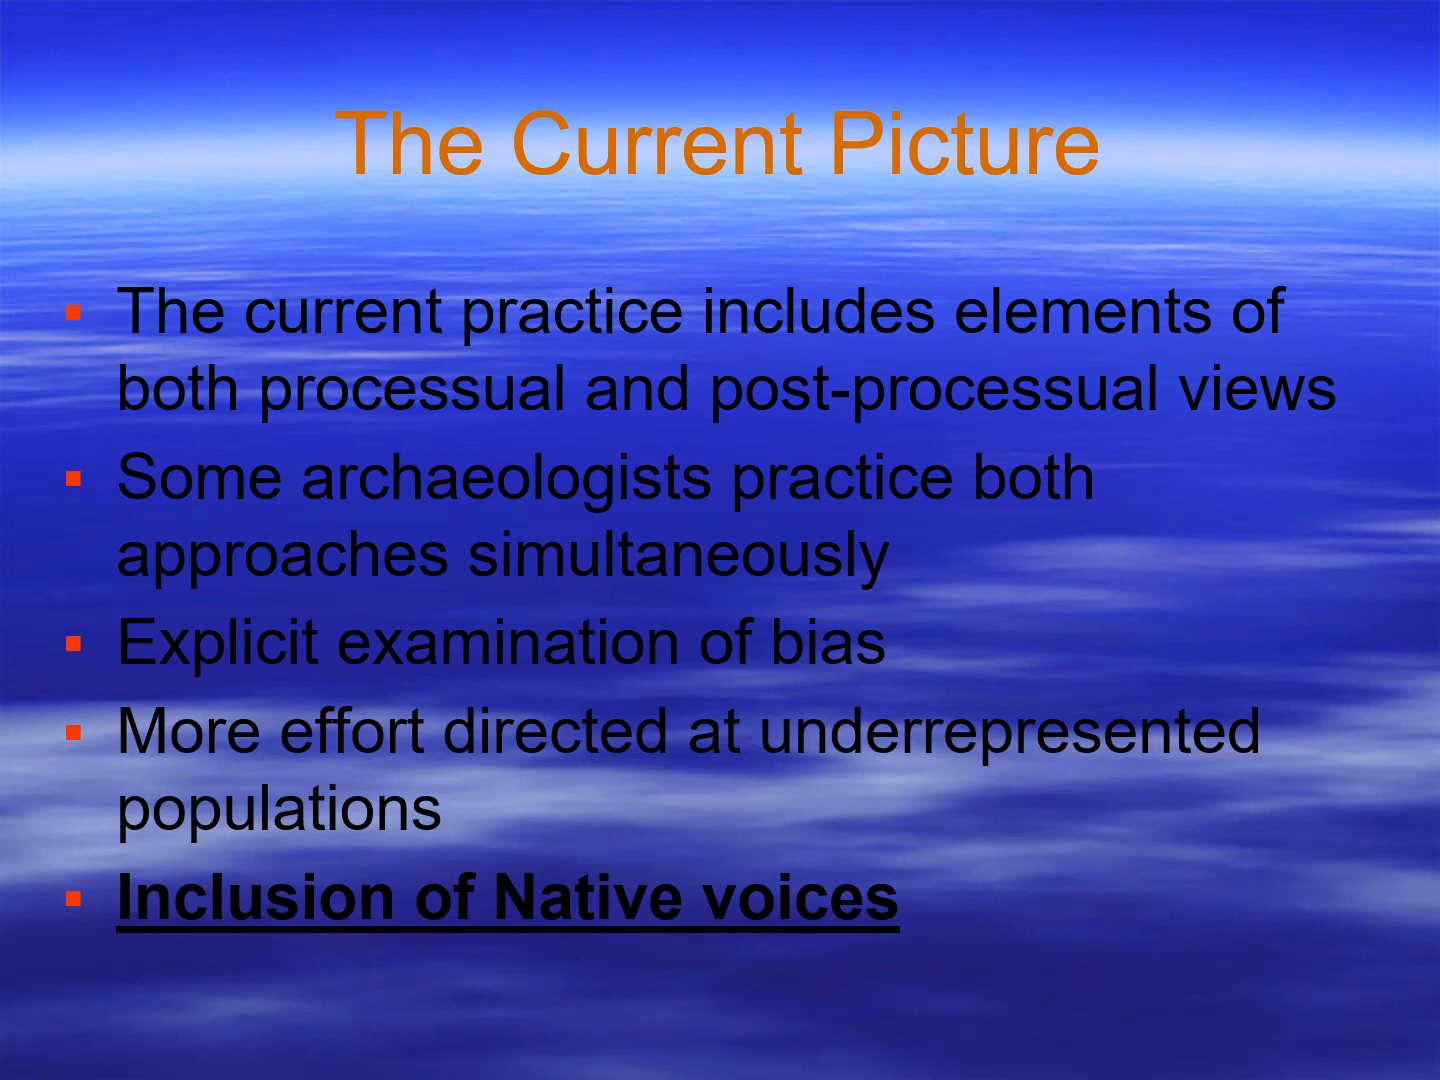 The Current Picture
▪ The current practice includes elements of
both processual and post-processual views
▪ Some archaeologists practice both
approaches simultaneously
▪ Explicit examination of bias
▪ More effort directed at underrepresented
populations
▪ Inclusion of Native voices